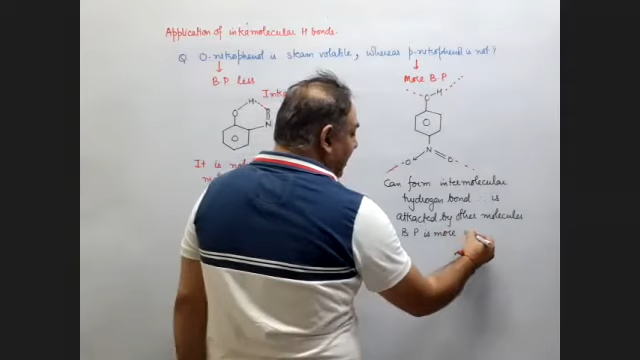 Application of intramolecular H bonds.
Q O-nitrophenol is steam volatile, whereas p-nitrophenol is not?
B.P less
More B.P
H
O
N
O
H
O
N
O
O
It is
Can form intermolecular
hydrogen bond ∴ is
attracted by other molecules
B P is more